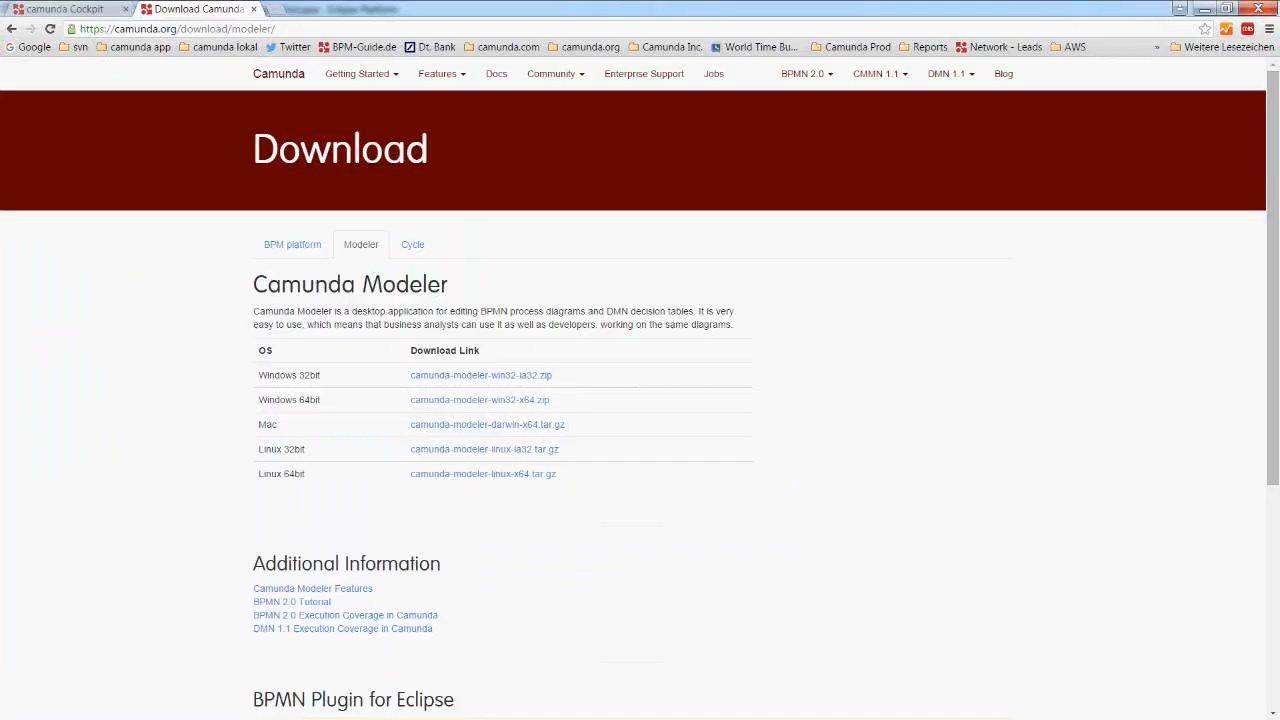 camunda Cockpit
Download Camunda
https://camunda.org/download/modeler/
Google svn camunda app camunda lokal Twitter BPM-Guide.de Dt. Bank camunda.com camunda.org Camunda Inc. World Time Bu... Camunda Prod Reports Network - Leads AWS » Weitere Lesezeichen
Camunda Getting Started Features Docs Community Enterprise Support Jobs BPMN 2.0 CMMN 1.1 DMN 1.1 Blog
Download
BPM platform Modeler Cycle
Camunda Modeler
Camunda Modeler is a desktop application for editing BPMN process diagrams and DMN decision tables. It is very
easy to use, which means that business analysts can use it as well as developers. working on the same diagrams.
OS Download Link
Windows 32bit camunda-modeler-win32-ia32.zip
Windows 64bit camunda-modeler-win32-x64.zip
Mac camunda-modeler-darwin-x64.tar.gz
Linux 32bit camunda-modeler-linux-ia32.tar.gz
Linux 64bit camunda-modeler-linux-x64.tar.gz
Additional Information
Camunda Modeler Features
BPMN 2.0 Tutorial
BPMN 2.0 Execution Coverage in Camunda
DMN 1.1 Execution Coverage in Camunda
BPMN Plugin for Eclipse